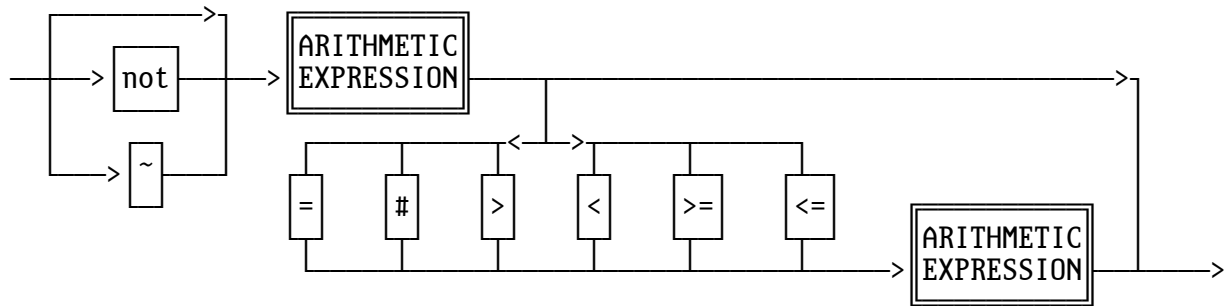 ARITHMETIC
EXPRESSION
not
~
= # > < >= <=
ARITHMETIC
EXPRESSION